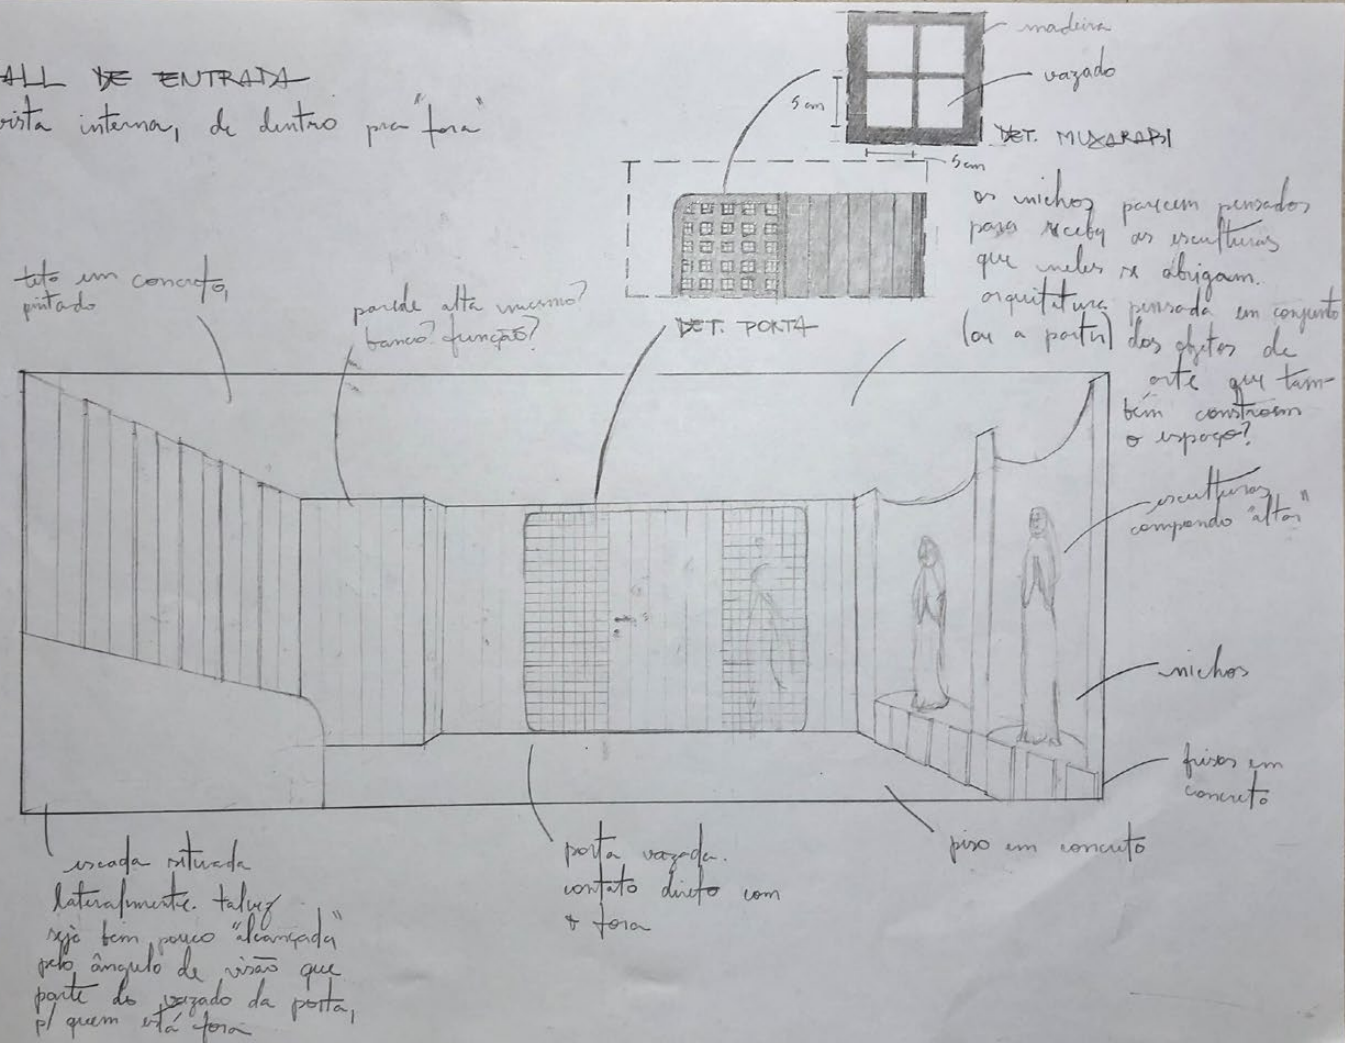 ALL DE ENTRADA
vista interna, de dentro pra "fora"
madeira
vazado
5 cm
5 cm
DET. MUXARABI
DET. PORTA
os nichos parecem pensados
para receber as esculturas
que neles se abrigam.
arquitetura pensada em conjunto
(ou a partir) dos objetos de
arte que tam-
bém constroem
o espaço?
teto em concreto,
pintado
parede alta mesmo?
banco? função?
esculturas
compondo "altar"
nichos
frisos em
concreto
piso em concreto
porta vazada.
contato direto com
o fora
escada situada
lateralmente. talvez
seja bem pouco "alcançada"
pelo ângulo de visão que
parte do vazado da porta,
p/ quem está fora